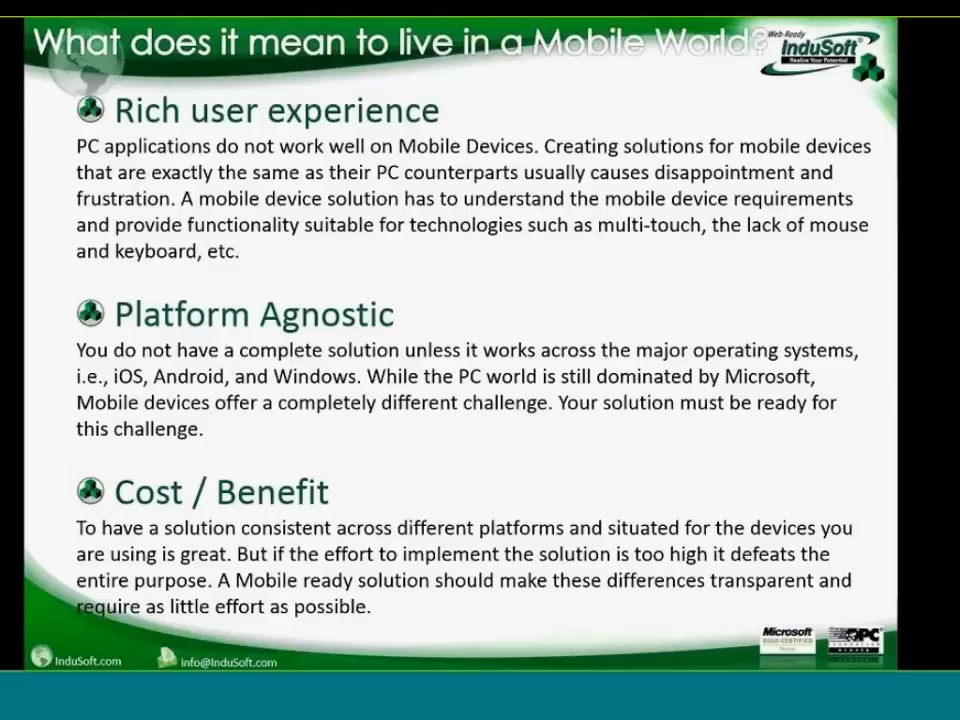 What does it mean to live in a Mobile World?
Web-Ready
InduSoft
Realize Your Potential
Rich user experience
PC applications do not work well on Mobile Devices. Creating solutions for mobile devices
that are exactly the same as their PC counterparts usually causes disappointment and
frustration. A mobile device solution has to understand the mobile device requirements
and provide functionality suitable for technologies such as multi-touch, the lack of mouse
and keyboard, etc.
Platform Agnostic
You do not have a complete solution unless it works across the major operating systems,
i.e., iOS, Android, and Windows. While the PC world is still dominated by Microsoft,
Mobile devices offer a completely different challenge. Your solution must be ready for
this challenge.
Cost / Benefit
To have a solution consistent across different platforms and situated for the devices you
are using is great. But if the effort to implement the solution is too high it defeats the
entire purpose. A Mobile ready solution should make these differences transparent and
require as little effort as possible.
InduSoft.com
info@InduSoft.com
Microsoft
GOLD CERTIFIED
OPC